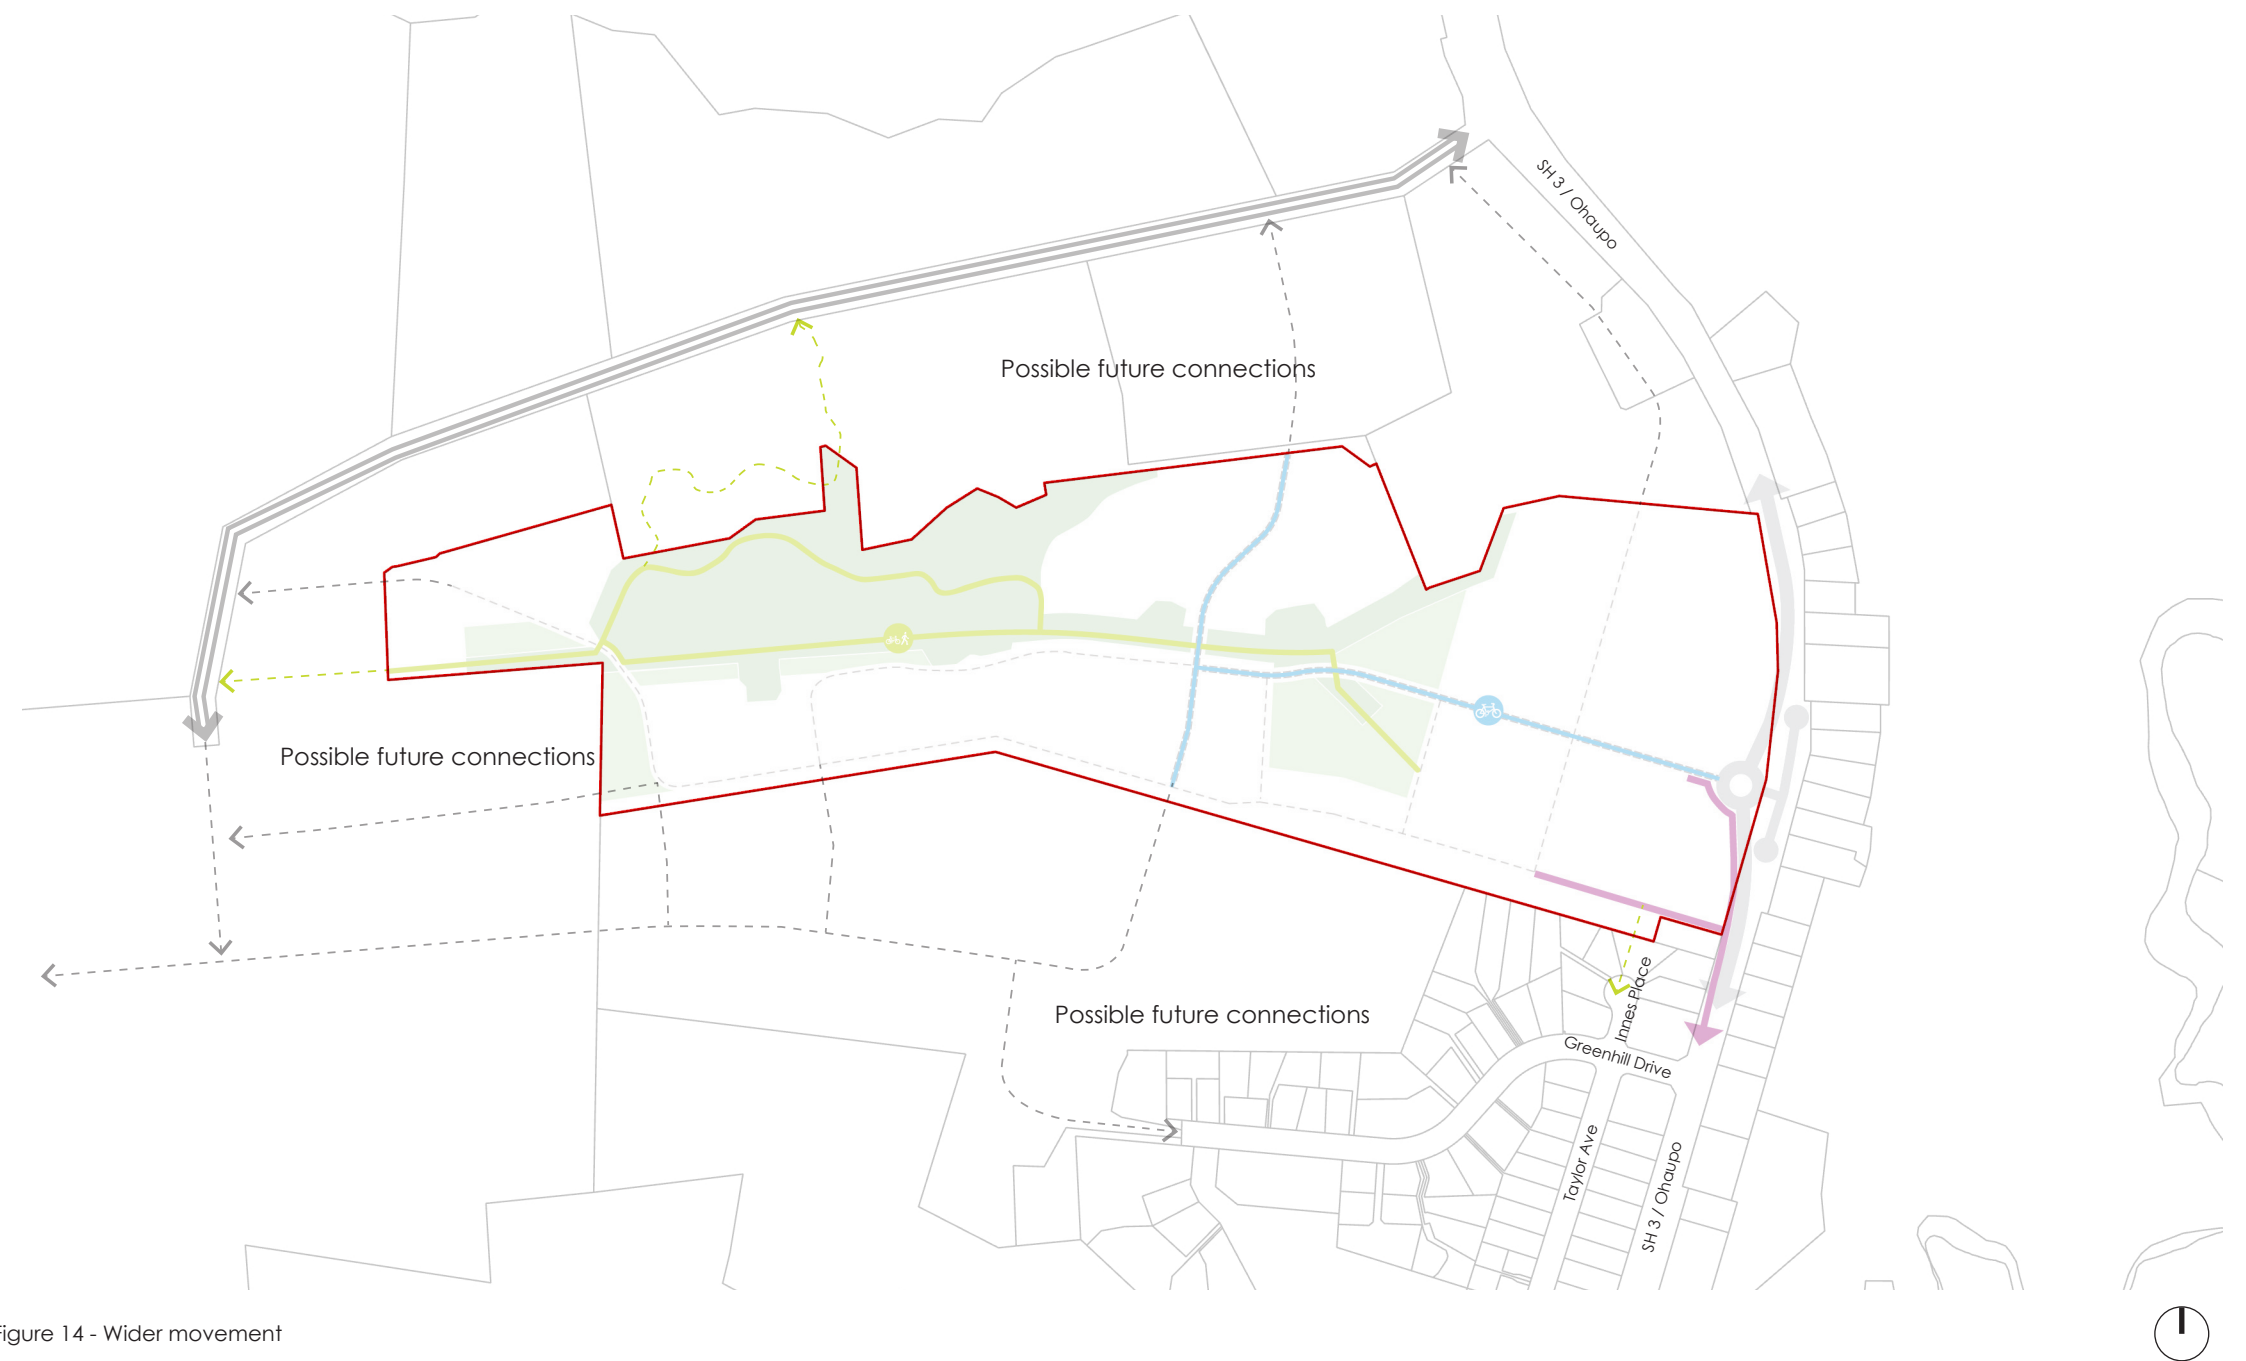 SH 3 / Ohaupo
Possible future connections
Possible future connections
Possible future connections
Innes Place
Greenhill Drive
Taylor Ave
SH 3 / Ohaupo
Figure 14 - Wider movement